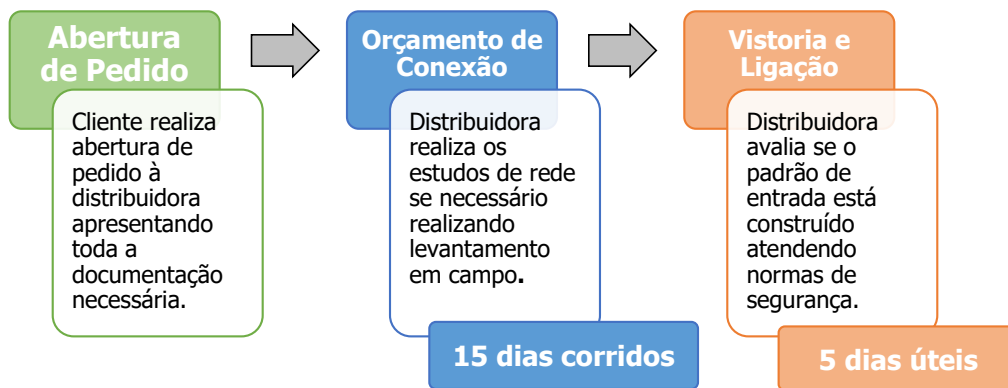 Abertura
de Pedido
Cliente realiza
abertura de
pedido à
distribuidora
apresentando
toda a
documentação
necessária.
Orçamento de
Conexão
Distribuidora
realiza os
estudos de rede
se necessário
realizando
levantamento
em campo.
15 dias corridos
Vistoria e
Ligação
Distribuidora
avalia se o
padrão de
entrada está
construído
atendendo
normas de
segurança.
5 dias úteis